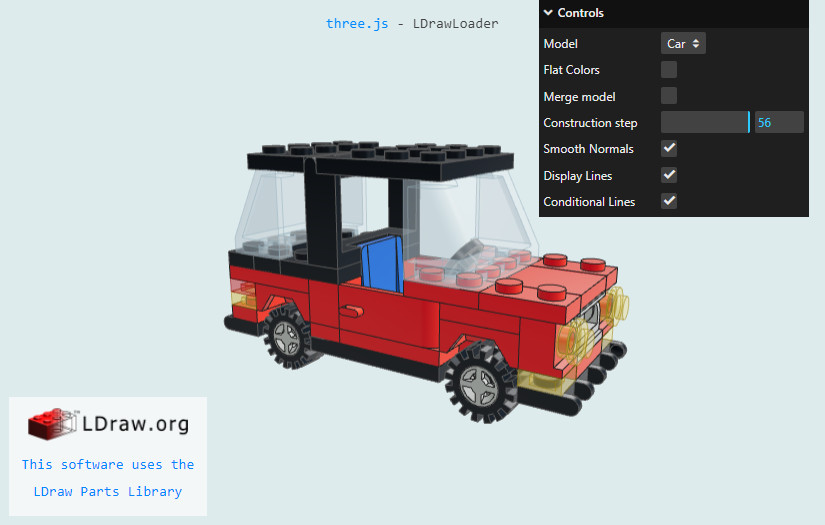 three.js - LDrawLoader
Controls
Model
Car
Flat Colors
Merge model
Construction step
56
Smooth Normals
Display Lines
Conditional Lines
LDraw.org™
This software uses the
LDraw Parts Library